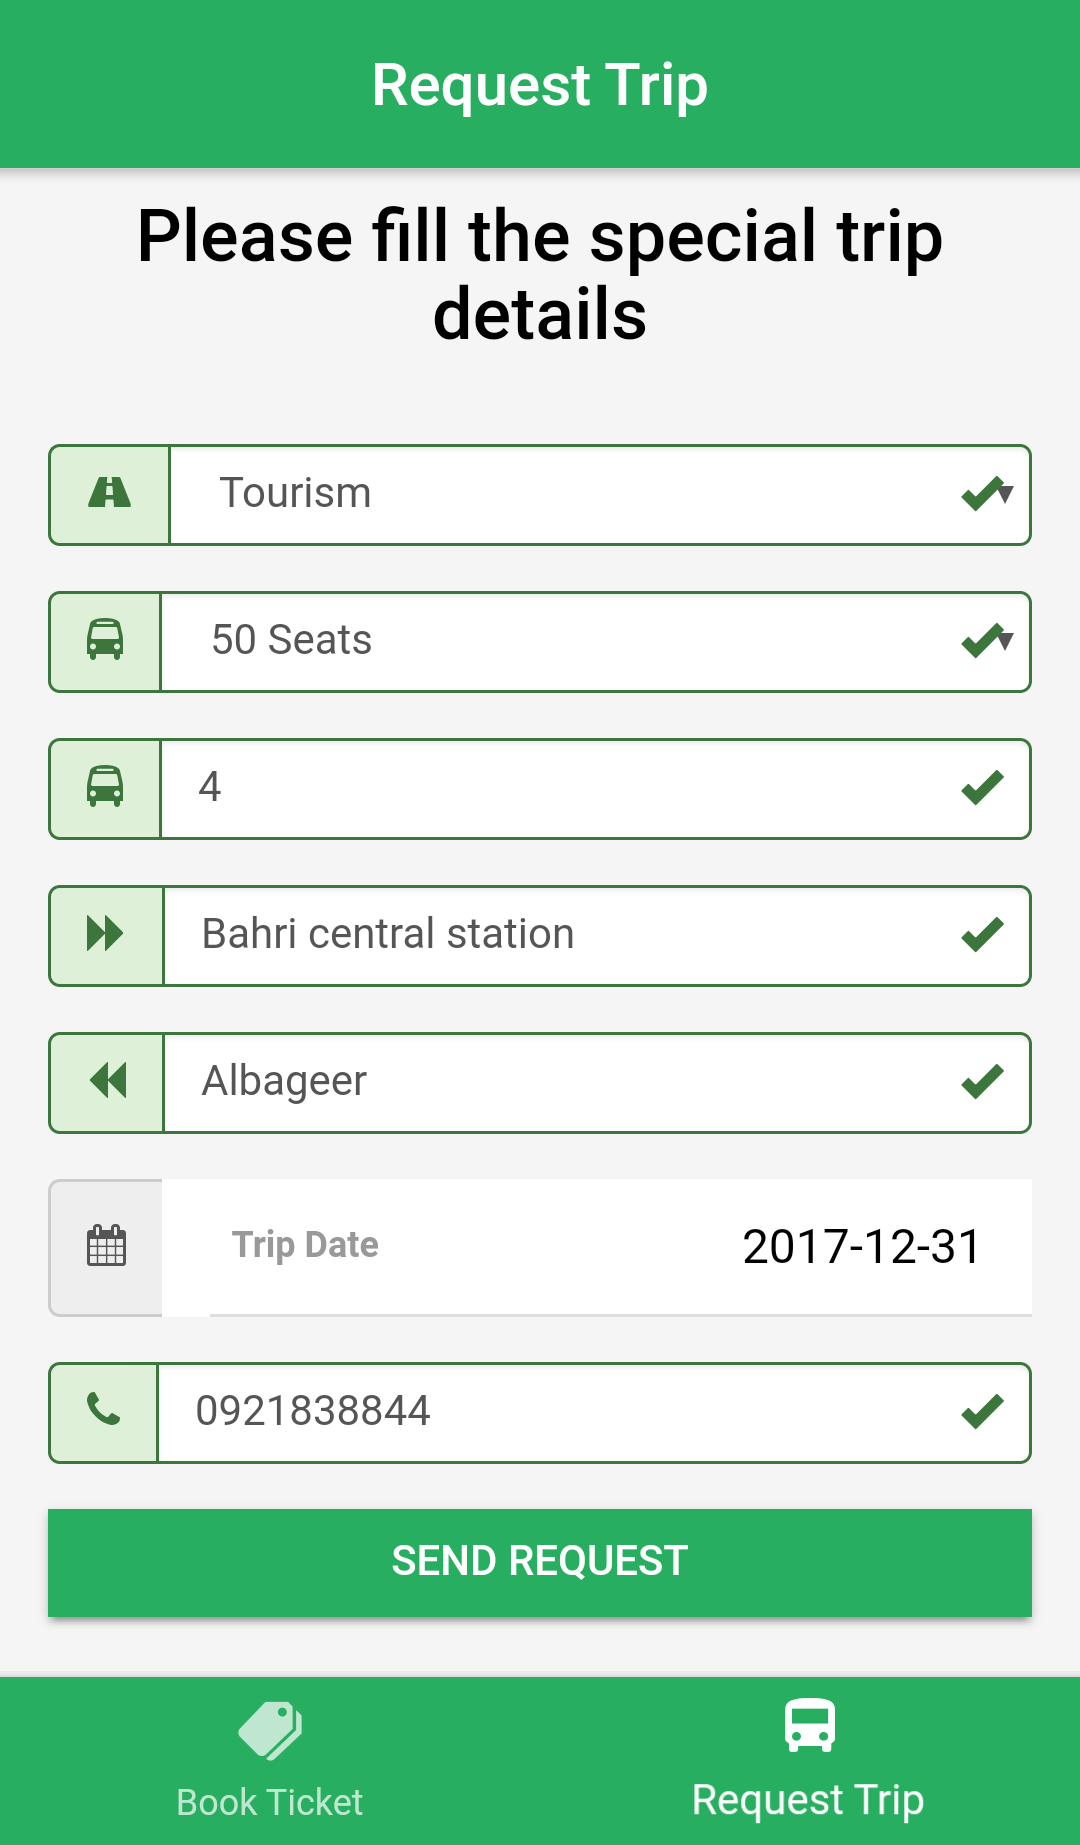 Request Trip
Please fill the special trip
details
Tourism
50 Seats
4
Bahri central station
Albageer
Trip Date 2017-12-31
0921838844
SEND REQUEST
Book Ticket Request Trip